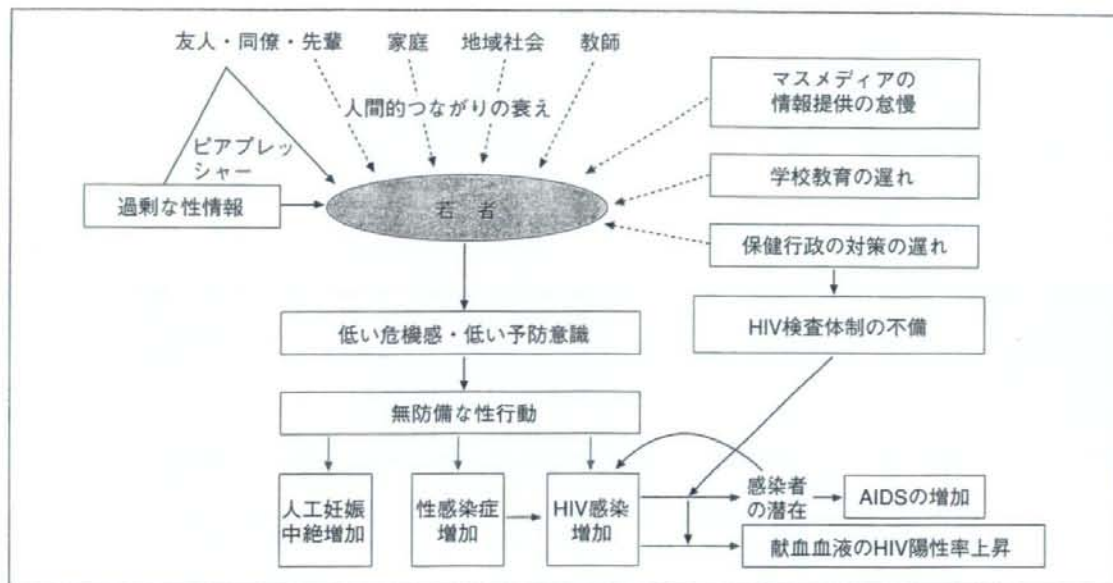 友人・同僚・先輩 家庭 地域社会 教師
マスメディアの
情報提供の怠慢
人間的つながりの衰え
ピアプレッ
シャー
学校教育の遅れ
過剰な性情報
若者
保健行政の対策の遅れ
HIV検査体制の不備
低い危機感・低い予防意識
無防備な性行動
人工妊娠
中絶増加
性感染症
増加
HIV感染
増加
感染者
の潜在
AIDSの増加
献血血液のHIV陽性率上昇